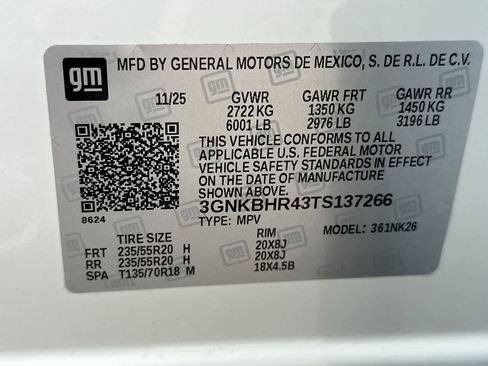 gm MFD BY GENERAL MOTORS DE MEXICO, S. DE R.L. DE C.V.
11/25 GVWR GAWR FRT GAWR RR
2722 KG 1350 KG 1450 KG
6001 LB 2976 LB 3196 LB
THIS VEHICLE CONFORMS TO ALL
APPLICABLE U.S. FEDERAL MOTOR
VEHICLE SAFETY STANDARDS IN EFFECT
ON THE DATE OF MANUFACTURE
SHOWN ABOVE.
8624 3GNKBHR43TS137266
TYPE: MPV MODEL: 361NK26
TIRE SIZE RIM
FRT 235/55R20 H 20X8J
RR 235/55R20 H 20X8J
SPA T135/70R18 M 18X4.5B